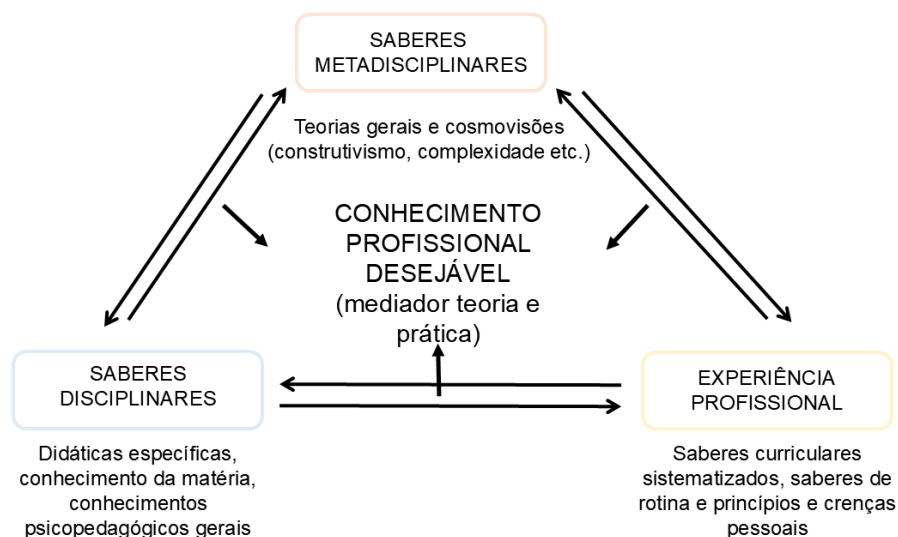 SABERES
METADISCIPLINARES
Teorias gerais e cosmovisões
(construtivismo, complexidade etc.)
CONHECIMENTO
PROFISSIONAL
DESEJÁVEL
(mediador teoria e
prática)
SABERES
DISCIPLINARES
Didáticas específicas,
conhecimento da matéria,
conhecimentos
psicopedagógicos gerais
EXPERIÊNCIA
PROFISSIONAL
Saberes curriculares
sistematizados, saberes de
rotina e princípios e crenças
pessoais